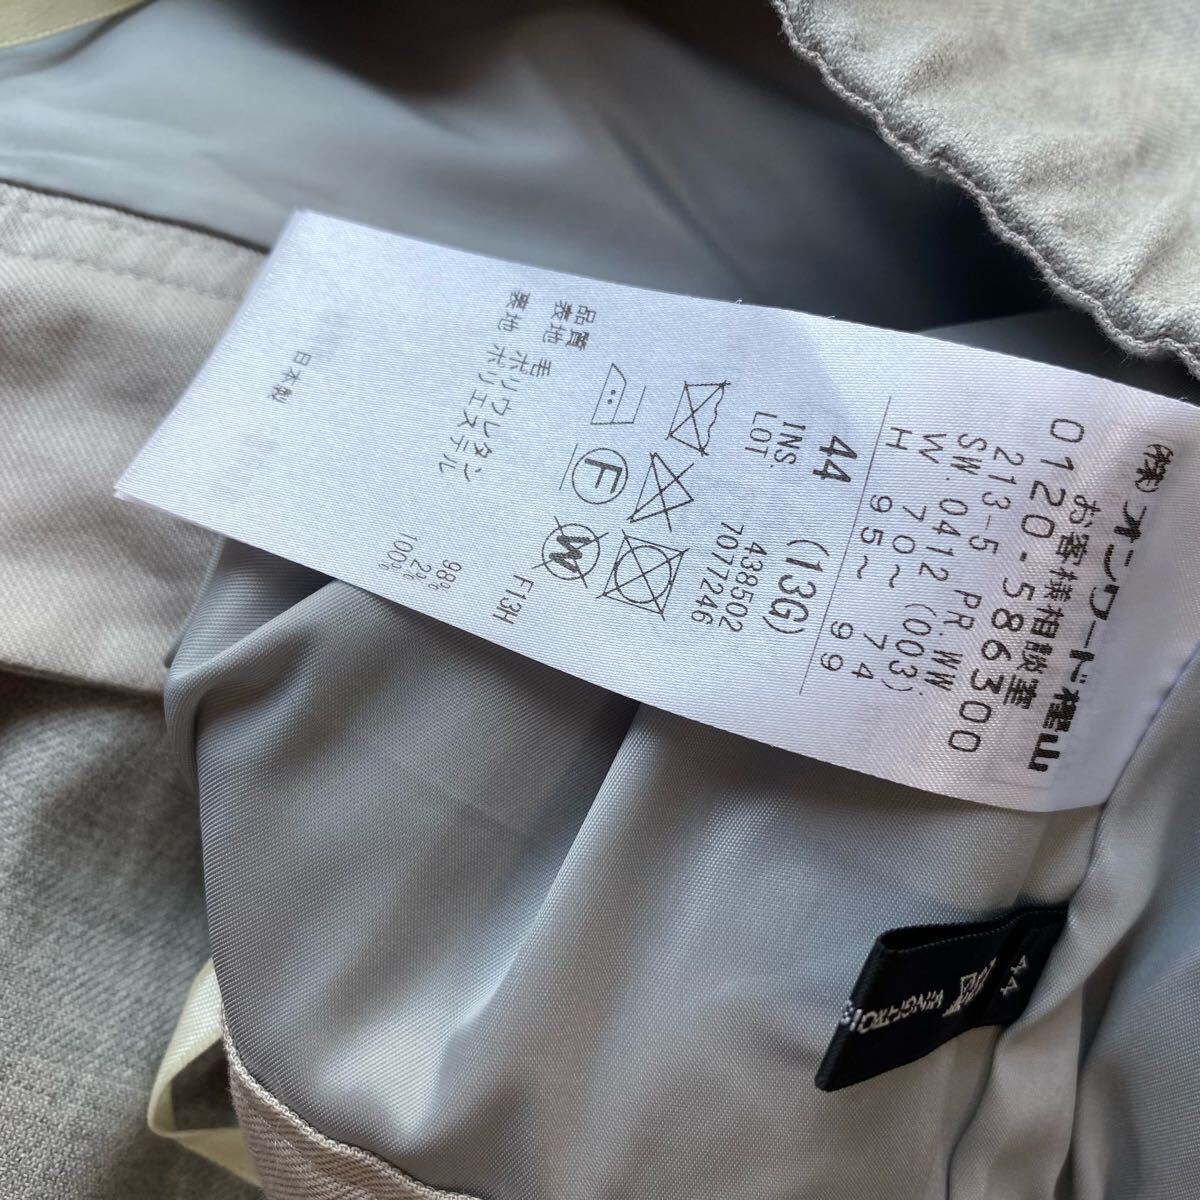 (株)オンワード樫山
お客様相談室
0120-586300
213-5 PR.WW.
SW.0412 (003)
W 70~ 74
H 95~ 99
44 (13G)
INS. 7077246
LOT 438502
F W
F13H
品質
表地 毛 98%
ポリウレタン 2%
裏地 ポリエステル 100%
日本製
44